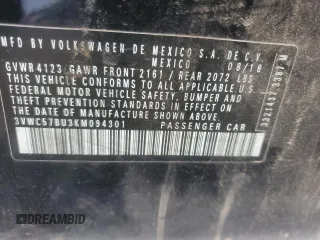 MFD BY VOLKSWAGEN DE MEXICO S.A. DE C.V.
MEXICO 08/18
GVWR 4123 GAWR FRONT 2161 / REAR 2072 LBS
THIS VEHICLE CONFORMS TO ALL APPLICABLE
FEDERAL MOTOR VEHICLE SAFETY, BUMPER AND
THEFT PREVENTION STANDARDS IN EFFECT ON
THE DATE OF MANUFACTURE SHOWN ABOVE.
3VWC57BU3KM094301 PASSENGER CAR
© DREAMBID